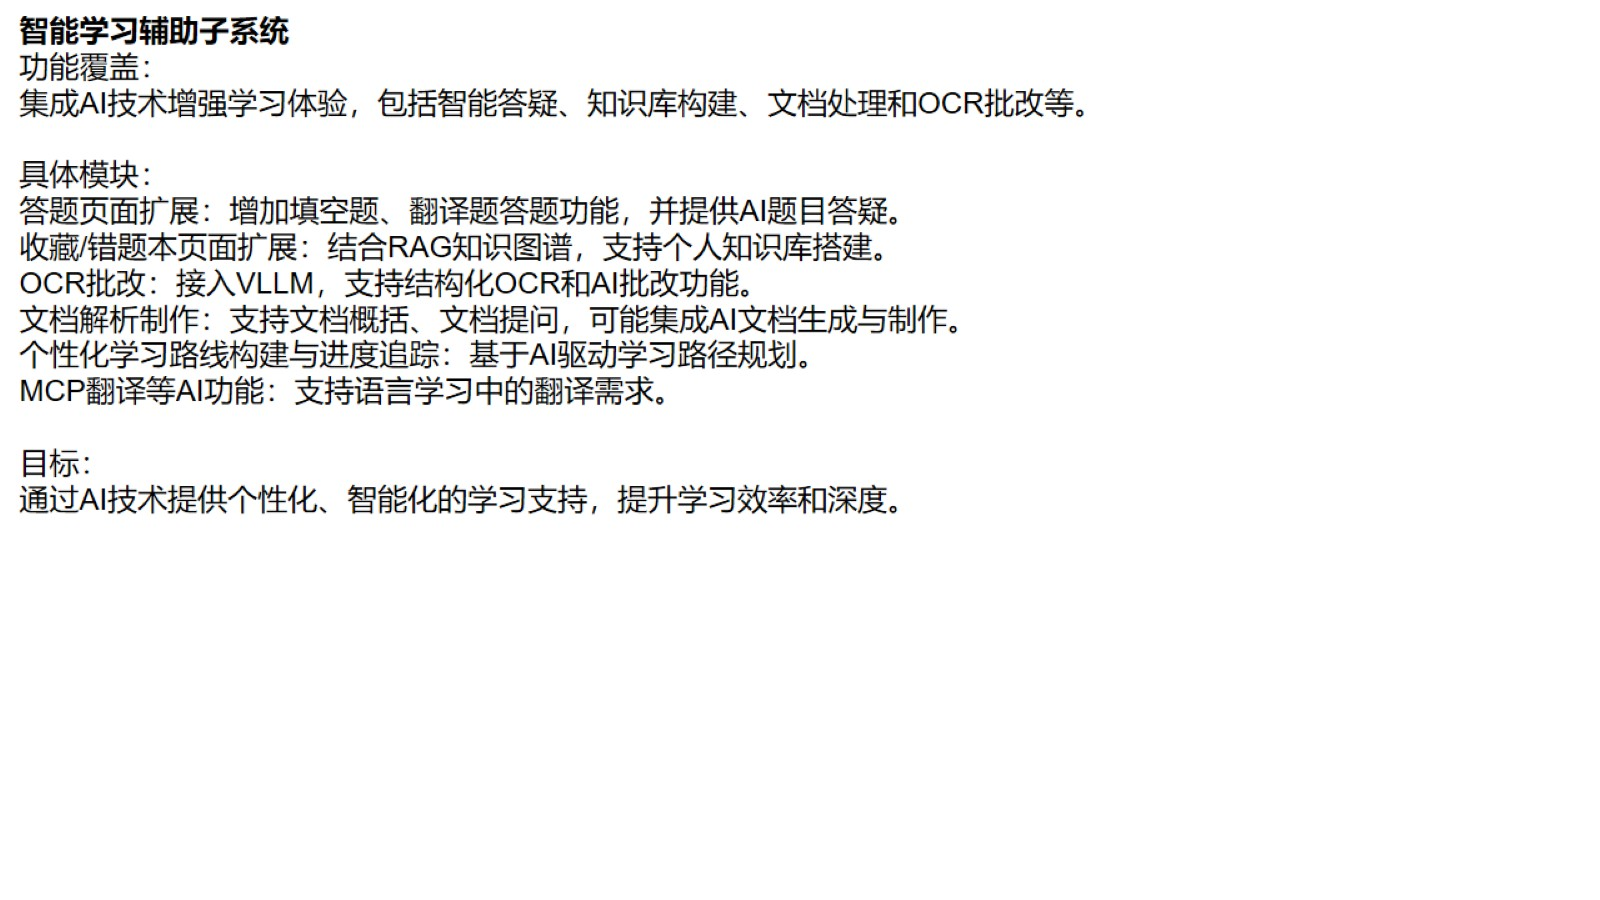 智能学习辅助子系统
功能覆盖：
集成AI技术增强学习体验，包括智能答疑、知识库构建、文档处理和OCR批改等。
具体模块：
答题页面扩展：增加填空题、翻译题答题功能，并提供AI题目答疑。
收藏/错题本页面扩展：结合RAG知识图谱，支持个人知识库搭建。
OCR批改：接入VLLM，支持结构化OCR和AI批改功能。
文档解析制作：支持文档概括、文档提问，可能集成AI文档生成与制作。
个性化学习路线构建与进度追踪：基于AI驱动学习路径规划。
MCP翻译等AI功能：支持语言学习中的翻译需求。
目标：
通过AI技术提供个性化、智能化的学习支持，提升学习效率和深度。